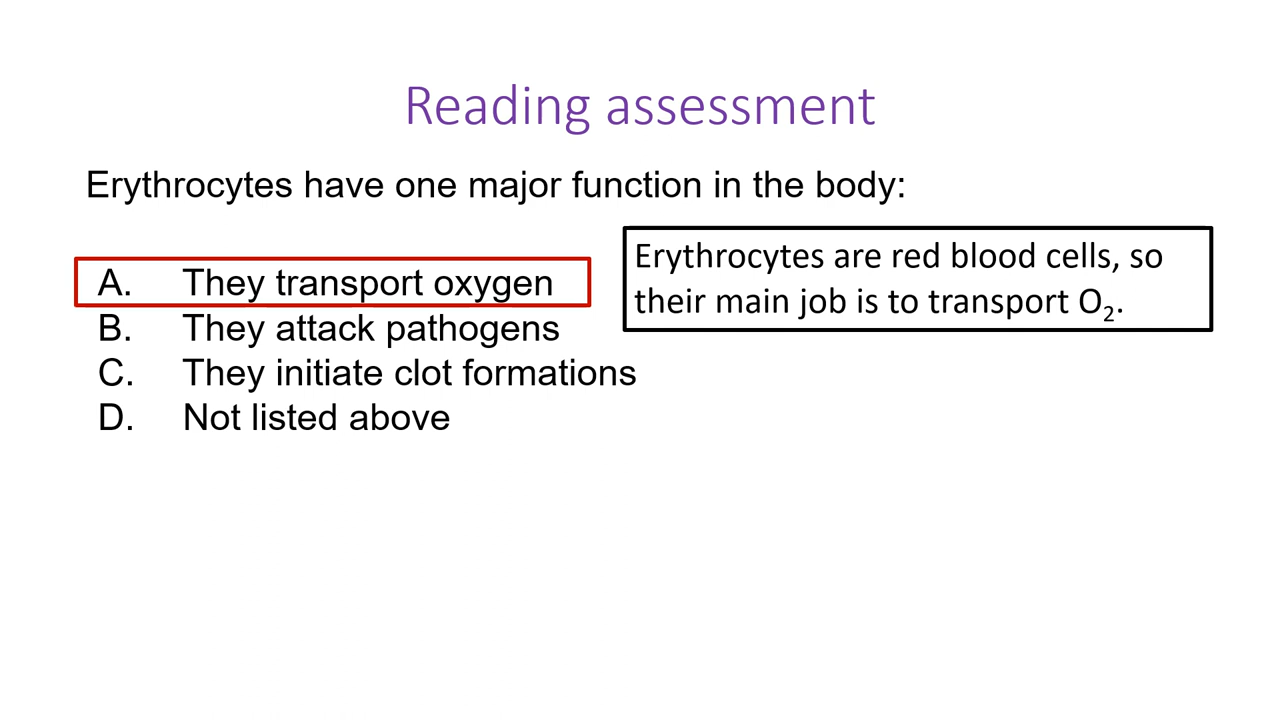 Reading assessment
Erythrocytes have one major function in the body:
A. They transport oxygen
B. They attack pathogens
C. They initiate clot formations
D. Not listed above
Erythrocytes are red blood cells, so
their main job is to transport O₂.